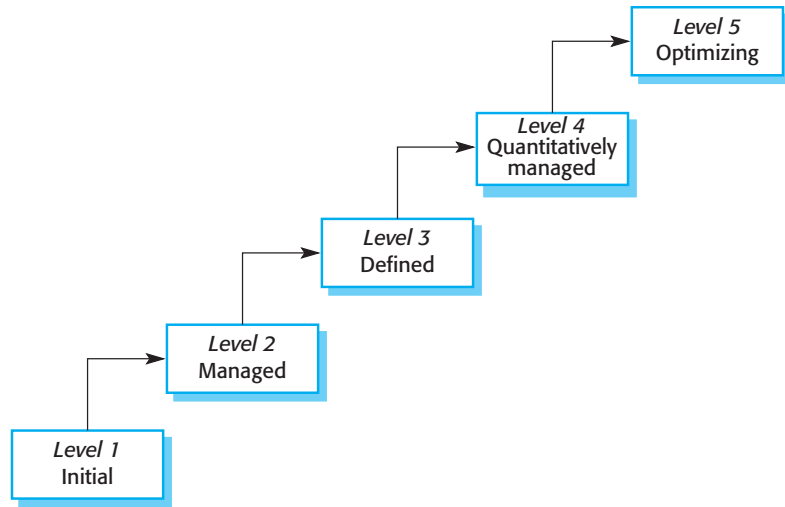 Level 5
Optimizing
Level 4
Quantitatively
managed
Level 3
Defined
Level 2
Managed
Level 1
Initial